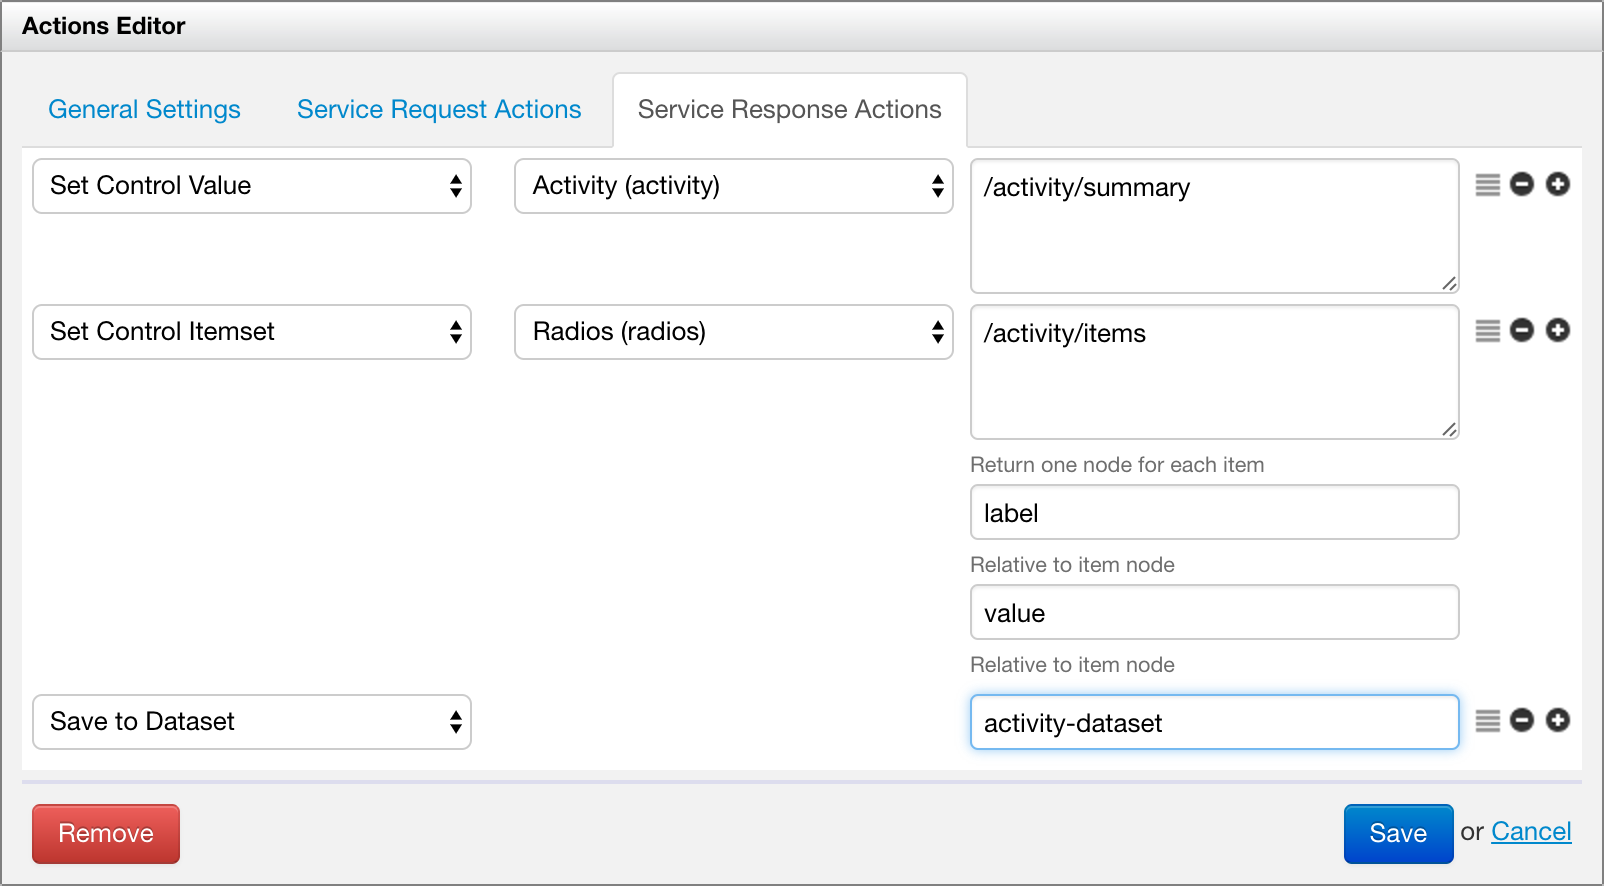 Actions Editor
General Settings Service Request Actions Service Response Actions
Set Control Value Activity (activity) /activity/summary
Set Control Itemset Radios (radios) /activity/items
Return one node for each item
label
Relative to item node
value
Relative to item node
Save to Dataset activity-dataset
Remove Save or Cancel